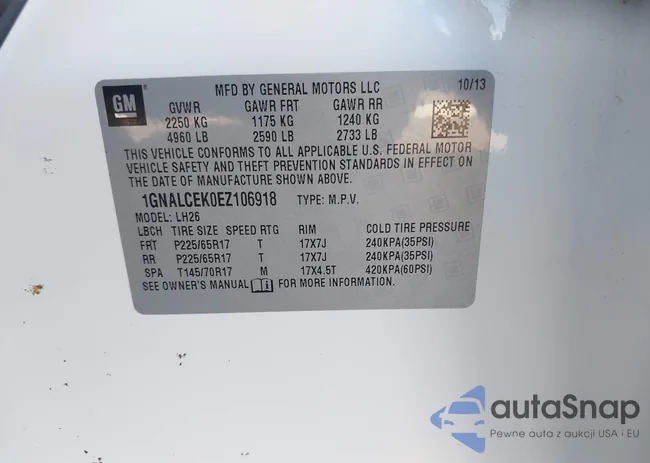 GM
MFD BY GENERAL MOTORS LLC 10/13
GVWR GAWR FRT GAWR RR
2250 KG 1175 KG 1240 KG
4960 LB 2590 LB 2733 LB
THIS VEHICLE CONFORMS TO ALL APPLICABLE U.S. FEDERAL MOTOR
VEHICLE SAFETY AND THEFT PREVENTION STANDARDS IN EFFECT ON
THE DATE OF MANUFACTURE SHOWN ABOVE.
1GNALCEK0EZ106918 TYPE: M.P.V.
MODEL: LH26
LBCH TIRE SIZE SPEED RTG RIM COLD TIRE PRESSURE
FRT P225/65R17 T 17X7J 240KPA(35PSI)
RR P225/65R17 T 17X7J 240KPA(35PSI)
SPA T145/70R17 M 17X4.5T 420KPA(60PSI)
SEE OWNER'S MANUAL FOR MORE INFORMATION.
autaSnap
Pewne auta z aukcji USA i EU